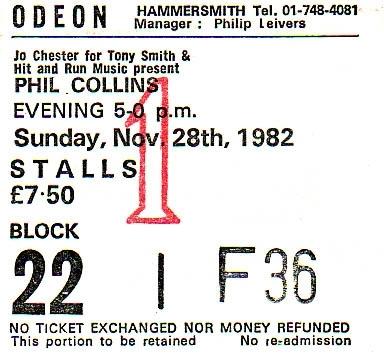 ODEON HAMMERSMITH Tel. 01-748-4081
Manager : Philip Leivers
Jo Chester for Tony Smith &
Hit and Run Music present
PHIL COLLINS
EVENING 5-0 p.m.
Sunday, Nov. 28th, 1982
STALLS
£7·50
1
BLOCK
22 | F 36
NO TICKET EXCHANGED NOR MONEY REFUNDED
This portion to be retained No re-admission